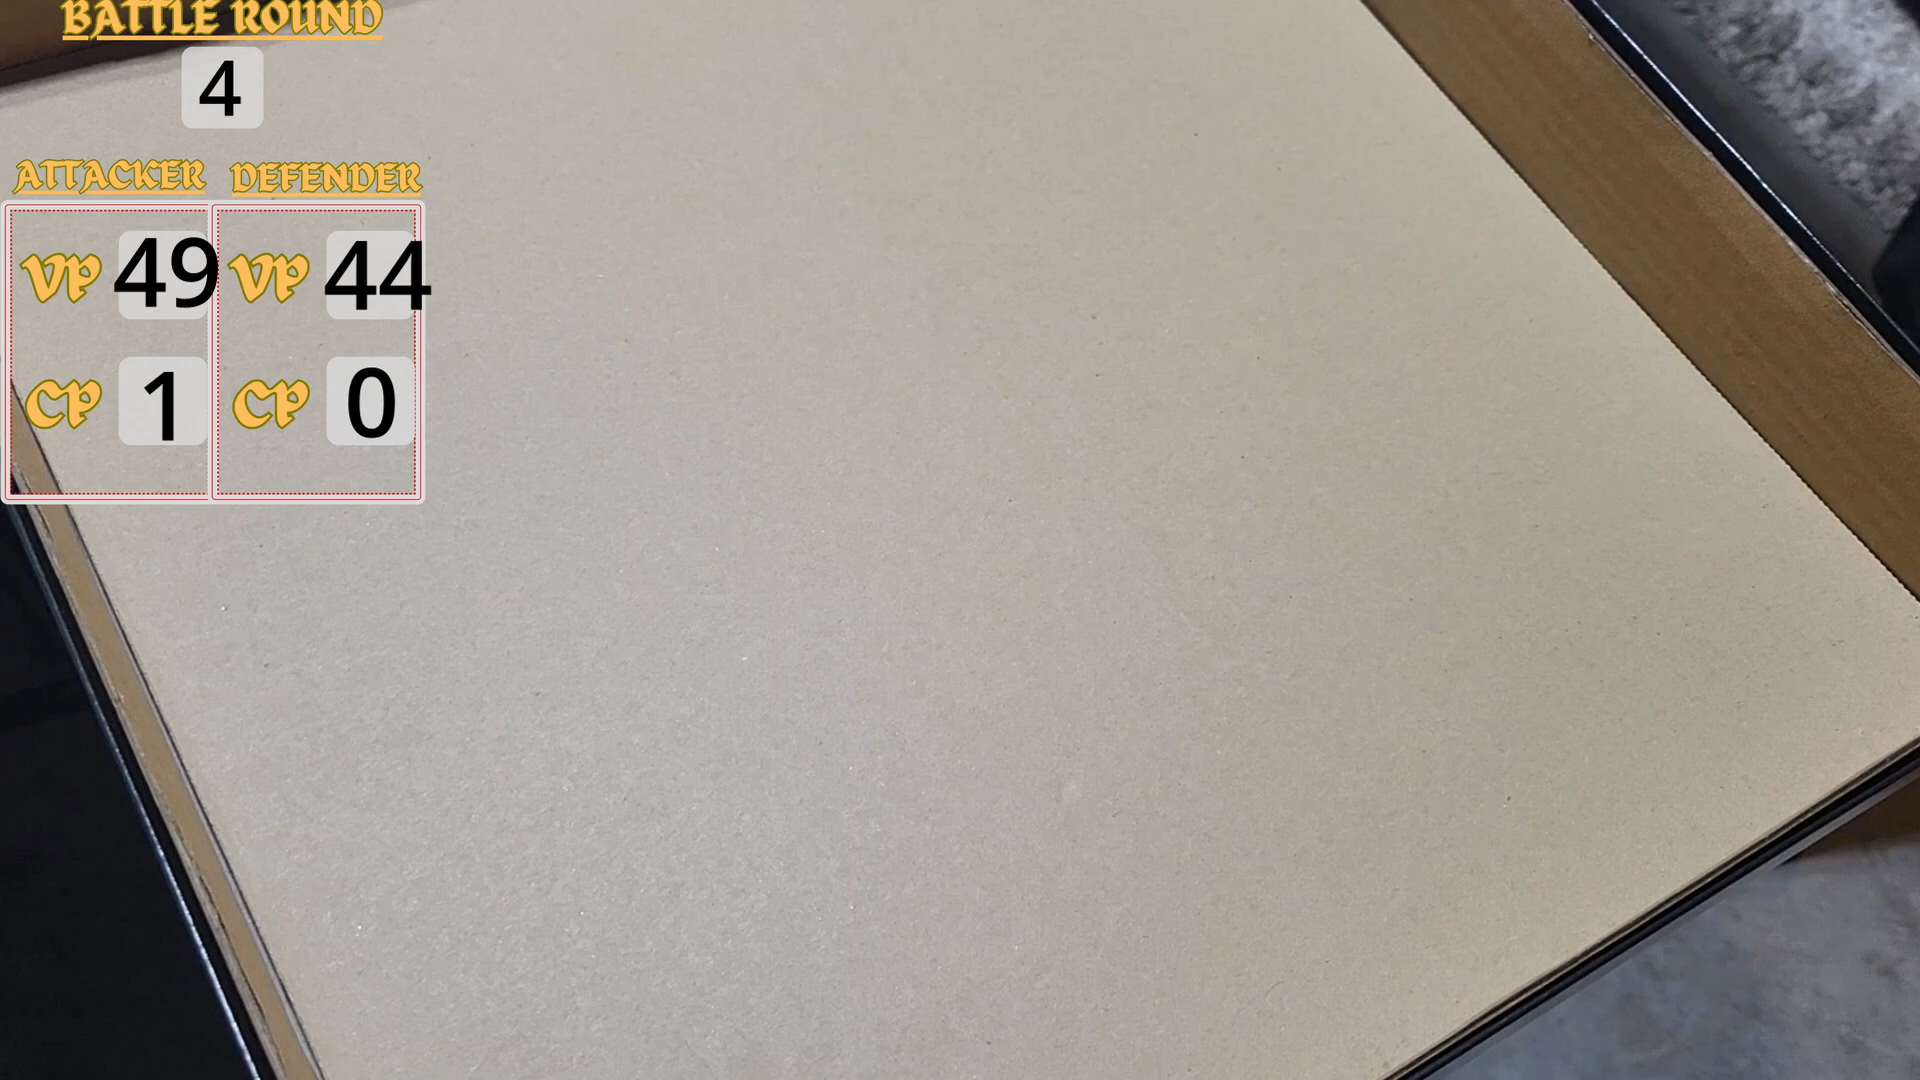 BATTLE ROUND
4
ATTACKER DEFENDER
VP 49 VP 44
CP 1 CP 0